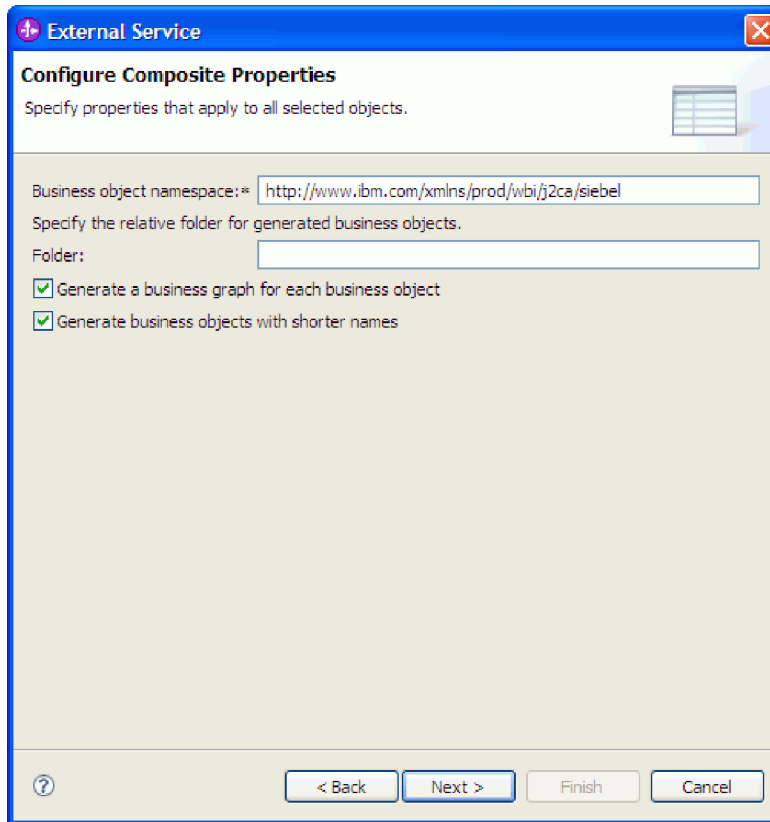 External Service
Configure Composite Properties
Specify properties that apply to all selected objects.
Business object namespace:* http://www.ibm.com/xmlns/prod/wbi/j2ca/siebel
Specify the relative folder for generated business objects.
Folder:
Generate a business graph for each business object
Generate business objects with shorter names
? < Back Next > Finish Cancel